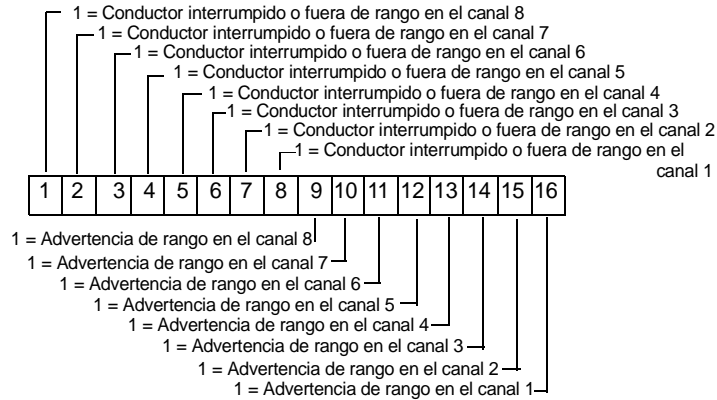 1 = Conductor interrumpido o fuera de rango en el canal 8
1 = Conductor interrumpido o fuera de rango en el canal 7
1 = Conductor interrumpido o fuera de rango en el canal 6
1 = Conductor interrumpido o fuera de rango en el canal 5
1 = Conductor interrumpido o fuera de rango en el canal 4
1 = Conductor interrumpido o fuera de rango en el canal 3
1 = Conductor interrumpido o fuera de rango en el canal 2
1 = Conductor interrumpido o fuera de rango en el
canal 1
1 2 3 4 5 6 7 8 9 10 11 12 13 14 15 16
1 = Advertencia de rango en el canal 8
1 = Advertencia de rango en el canal 7
1 = Advertencia de rango en el canal 6
1 = Advertencia de rango en el canal 5
1 = Advertencia de rango en el canal 4
1 = Advertencia de rango en el canal 3
1 = Advertencia de rango en el canal 2
1 = Advertencia de rango en el canal 1